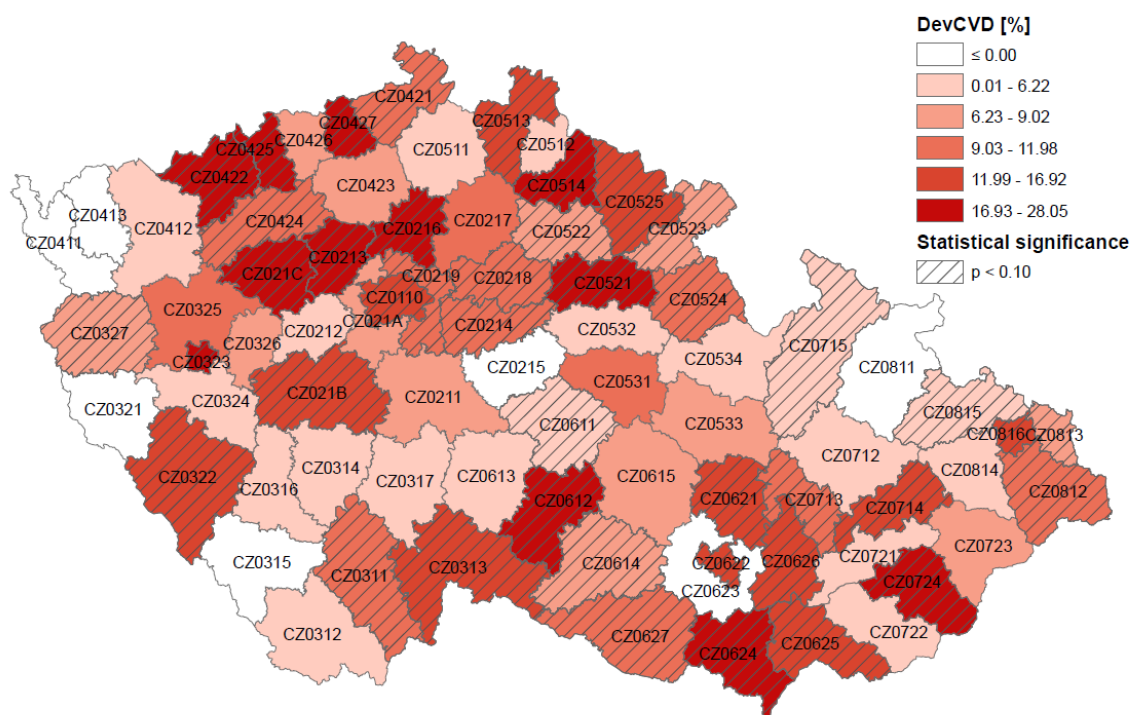 DevCVD [%]
≤ 0.00
0.01 - 6.22
6.23 - 9.02
9.03 - 11.98
11.99 - 16.92
16.93 - 28.05
Statistical significance
p < 0.10
CZ0421
CZ0427
CZ0513
CZ0426
CZ0425
CZ0511
CZ0512
CZ0422
CZ0423
CZ0514
CZ0525
CZ0413
CZ0411
CZ0412
CZ0424
CZ0216
CZ0217
CZ0522
CZ0523
CZ0213
CZ021C
CZ0219
CZ0218
CZ0521
CZ0524
CZ0110
CZ0325
CZ0212
CZ021A
CZ0214
CZ0532
CZ0327
CZ0326
CZ0323
CZ0534
CZ0715
CZ0215
CZ0811
CZ0531
CZ0321
CZ0324
CZ021B
CZ0211
CZ0611
CZ0533
CZ0815
CZ0816
CZ0813
CZ0712
CZ0322
CZ0316
CZ0314
CZ0317
CZ0613
CZ0615
CZ0814
CZ0812
CZ0612
CZ0621
CZ0713
CZ0714
CZ0723
CZ0315
CZ0311
CZ0313
CZ0614
CZ0622
CZ0626
CZ0721
CZ0623
CZ0724
CZ0312
CZ0627
CZ0624
CZ0625
CZ0722